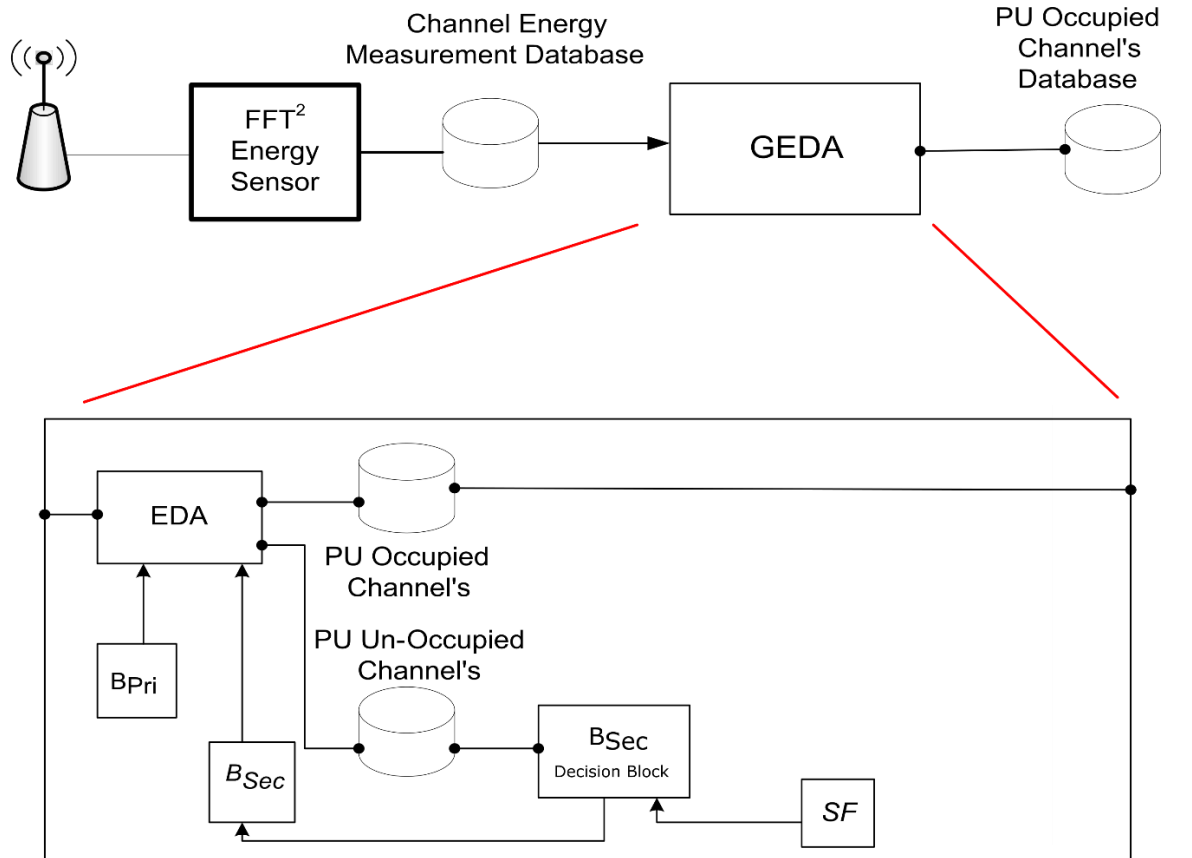 Channel Energy
Measurement Database
PU Occupied
Channel's
Database
FFT²
Energy
Sensor
GEDA
EDA
PU Occupied
Channel's
PU Un-Occupied
Channel's
BPri
BSec
BSec
Decision Block
SF